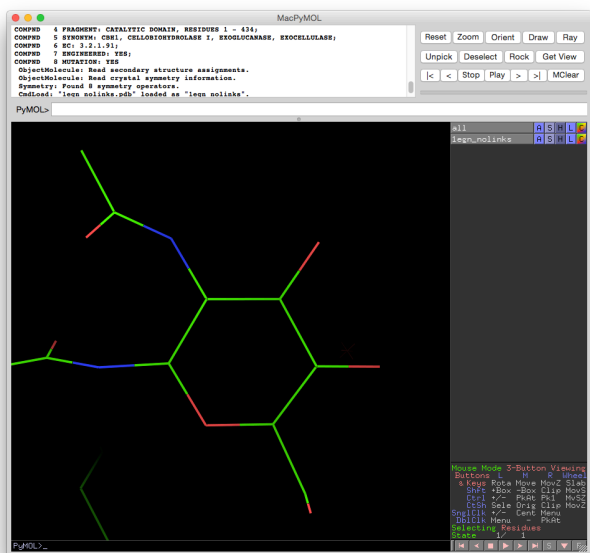 MacPyMOL
COMPND   4 FRAGMENT: CATALYTIC DOMAIN, RESIDUES 1 - 434;
COMPND   5 SYNONYM: CBH1, CELLOBIOHYDROLASE I, EXOGLUCANASE, EXOCELLULASE;
COMPND   6 EC: 3.2.1.91;
COMPND   7 ENGINEERED: YES;
COMPND   8 MUTATION: YES
ObjectMolecule: Read secondary structure assignments.
ObjectMolecule: Read crystal symmetry information.
Symmetry: Found 8 symmetry operators.
CmdLoad: "1egn_nolinks.pdb" loaded as "1egn_nolinks".
Reset Zoom Orient Draw Ray
Unpick Deselect Rock Get View
|< < Stop Play > >| MClear
PyMOL>
all A S H L C
1egn_nolinks A S H L C
Mouse Mode 3-Button Viewing
Buttons L M R Wheel
& Keys Rota Move MovZ Slab
Shft +Box -Box Clip MovS
Ctrl +/- PkAt Pk1 MvSZ
CtSh Sele Orig Clip MovZ
SnglClk +/- Cent Menu
DblClk Menu - PkAt
Selecting Residues
State 1/ 1
PyMOL>_
S F